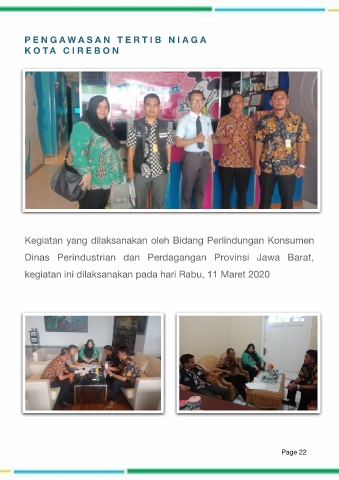 PENGAWASAN TERTIB NIAGA
KOTA CIREBON
Kegiatan yang dilaksanakan oleh Bidang Perlindungan Konsumen
Dinas Perindustrian dan Perdagangan Provinsi Jawa Barat,
kegiatan ini dilaksanakan pada hari Rabu, 11 Maret 2020
Page 22